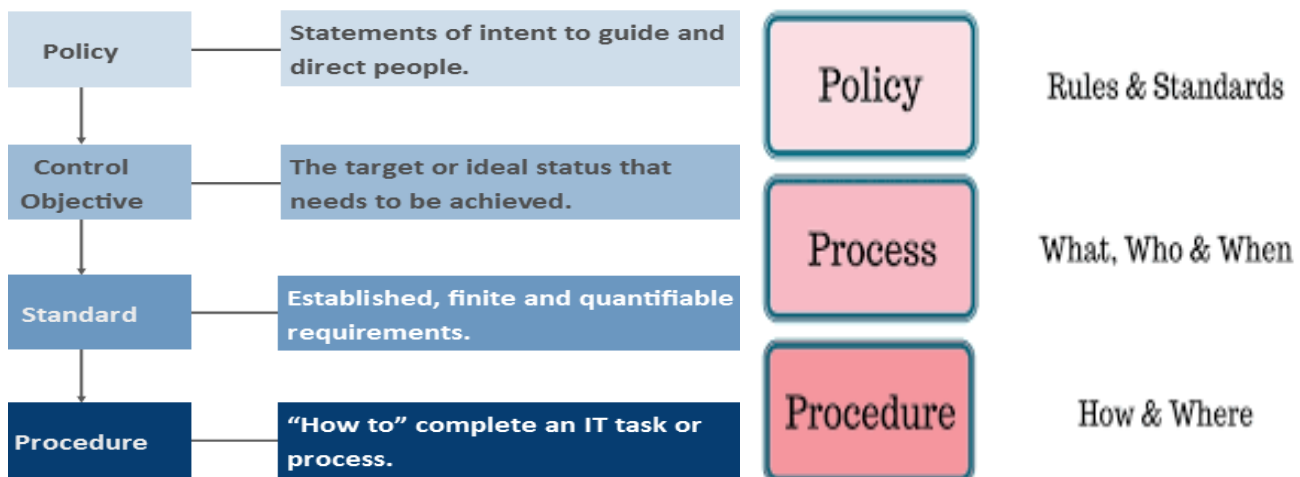 Policy
Statements of intent to guide and
direct people.
Control
Objective
The target or ideal status that
needs to be achieved.
Standard
Established, finite and quantifiable
requirements.
Procedure
“How to” complete an IT task or
process.
Policy
Rules & Standards
Process
What, Who & When
Procedure
How & Where